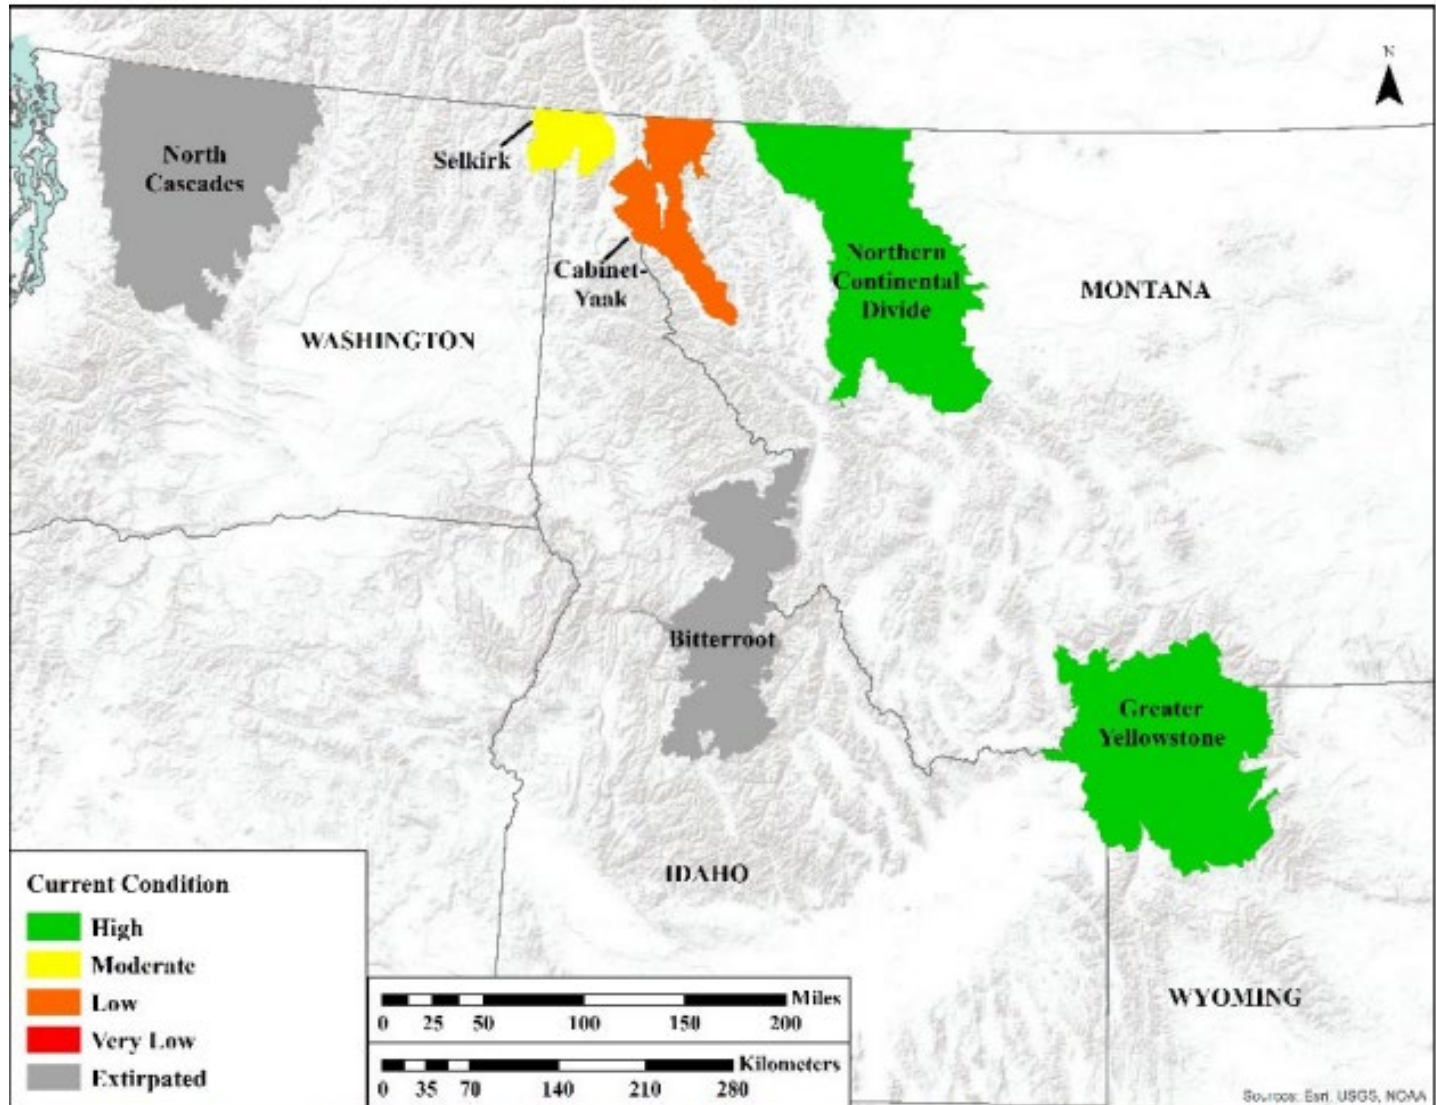 N
North
Cascades
Selkirk
Cabinet-
Yaak
Northern
Continental
Divide
MONTANA
WASHINGTON
Bitterroot
Greater
Yellowstone
IDAHO
WYOMING
Current Condition
High
Moderate
Low
Very Low
Extirpated
Miles
0 25 50 100 150 200
Kilometers
0 35 70 140 210 280
Sources: Esri, USGS, NOAA